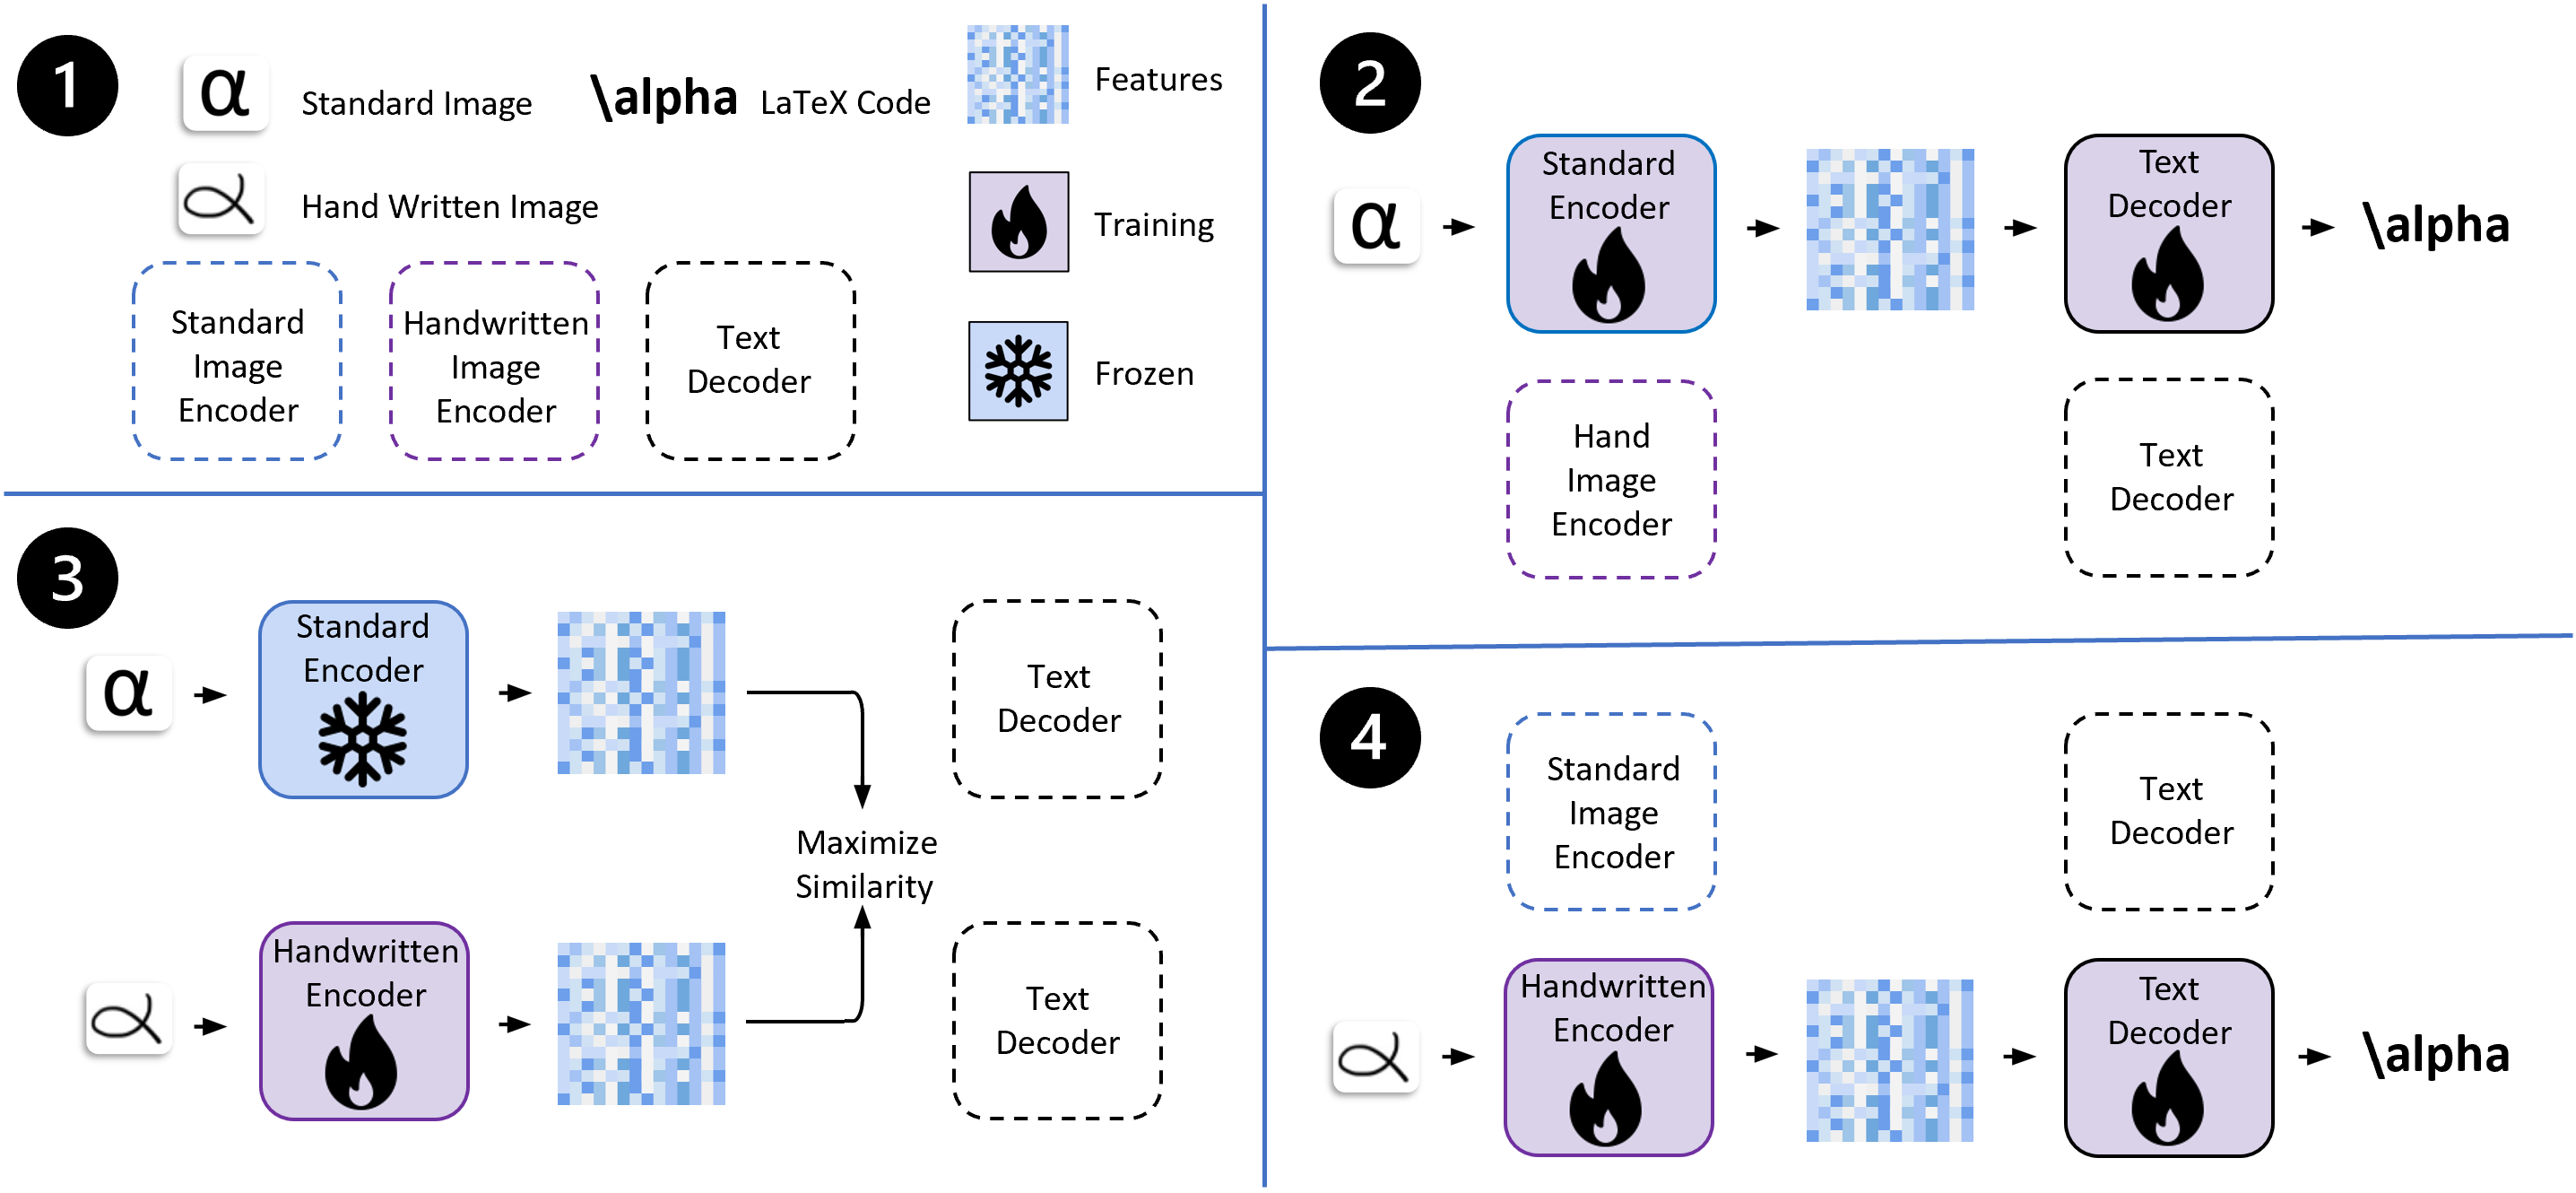 1
α Standard Image
\alpha LaTeX Code
Features
Hand Written Image
Training
Standard
Image
Encoder
Handwritten
Image
Encoder
Text
Decoder
Frozen
2
α
Standard
Encoder
Text
Decoder
\alpha
Hand
Image
Encoder
Text
Decoder
3
α
Standard
Encoder
Text
Decoder
Maximize
Similarity
Handwritten
Encoder
Text
Decoder
4
Standard
Image
Encoder
Text
Decoder
α
Handwritten
Encoder
Text
Decoder
\alpha